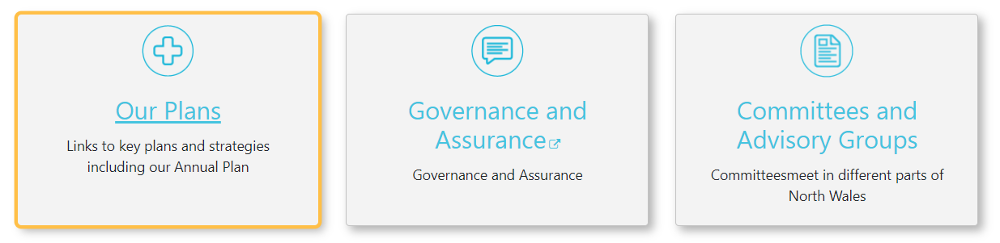 Our Plans
Links to key plans and strategies
including our Annual Plan
Governance and
Assurance
Governance and Assurance
Committees and
Advisory Groups
Committeesmeet in different parts of
North Wales